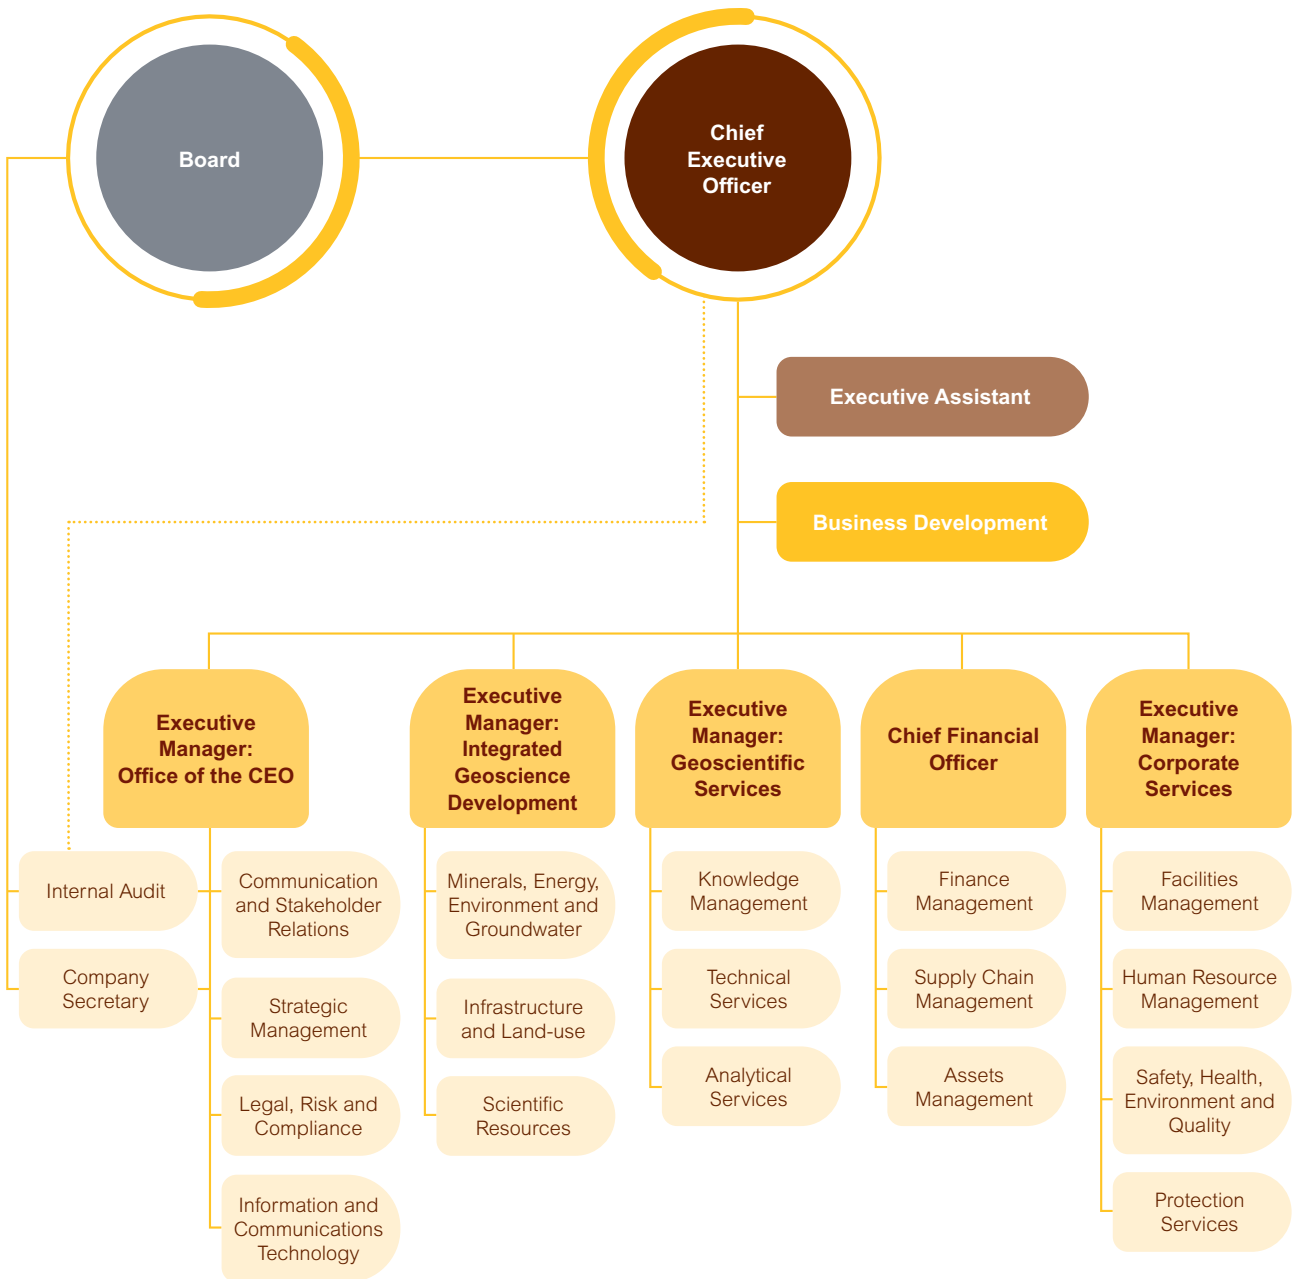 Board
Chief
Executive
Officer
Executive Assistant
Business Development
Executive
Manager:
Office of the CEO
Executive
Manager:
Integrated
Geoscience
Development
Executive
Manager:
Geoscientific
Services
Chief Financial
Officer
Executive
Manager:
Corporate
Services
Internal Audit
Company
Secretary
Communication
and Stakeholder
Relations
Strategic
Management
Legal, Risk and
Compliance
Information and
Communications
Technology
Minerals, Energy,
Environment and
Groundwater
Infrastructure
and Land-use
Scientific
Resources
Knowledge
Management
Technical
Services
Analytical
Services
Finance
Management
Supply Chain
Management
Assets
Management
Facilities
Management
Human Resource
Management
Safety, Health,
Environment and
Quality
Protection
Services